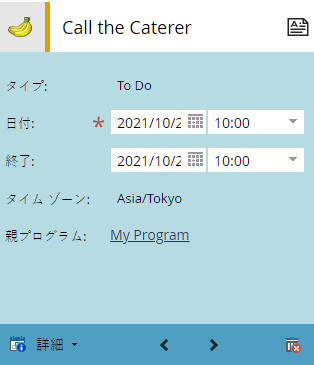 Call the Caterer
タイプ: To Do
日付: * 2021/10/2 10:00
終了: 2021/10/2 10:00
タイム ゾーン: Asia/Tokyo
親プログラム: My Program
詳細